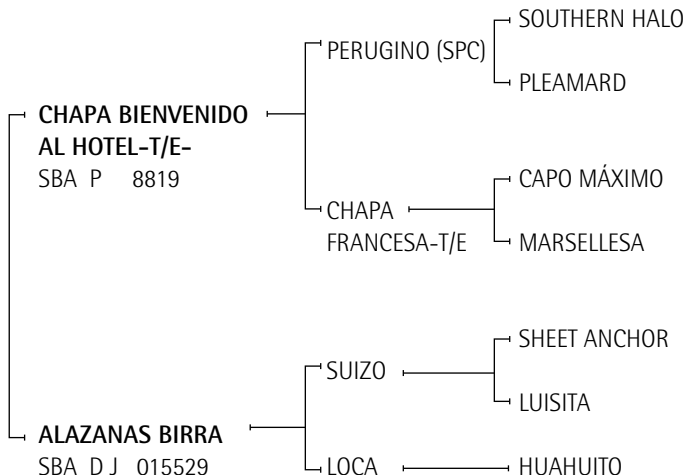 SOUTHERN HALO
PERUGINO (SPC)
PLEAMARD
CHAPA BIENVENIDO
AL HOTEL-T/E-
SBA P 8819
CAPO MÁXIMO
CHAPA
FRANCESA-T/E
MARSELLESA
SHEET ANCHOR
SUIZO
LUISITA
ALAZANAS BIRRA
SBA D J 015529
LOCA
HUAHUITO